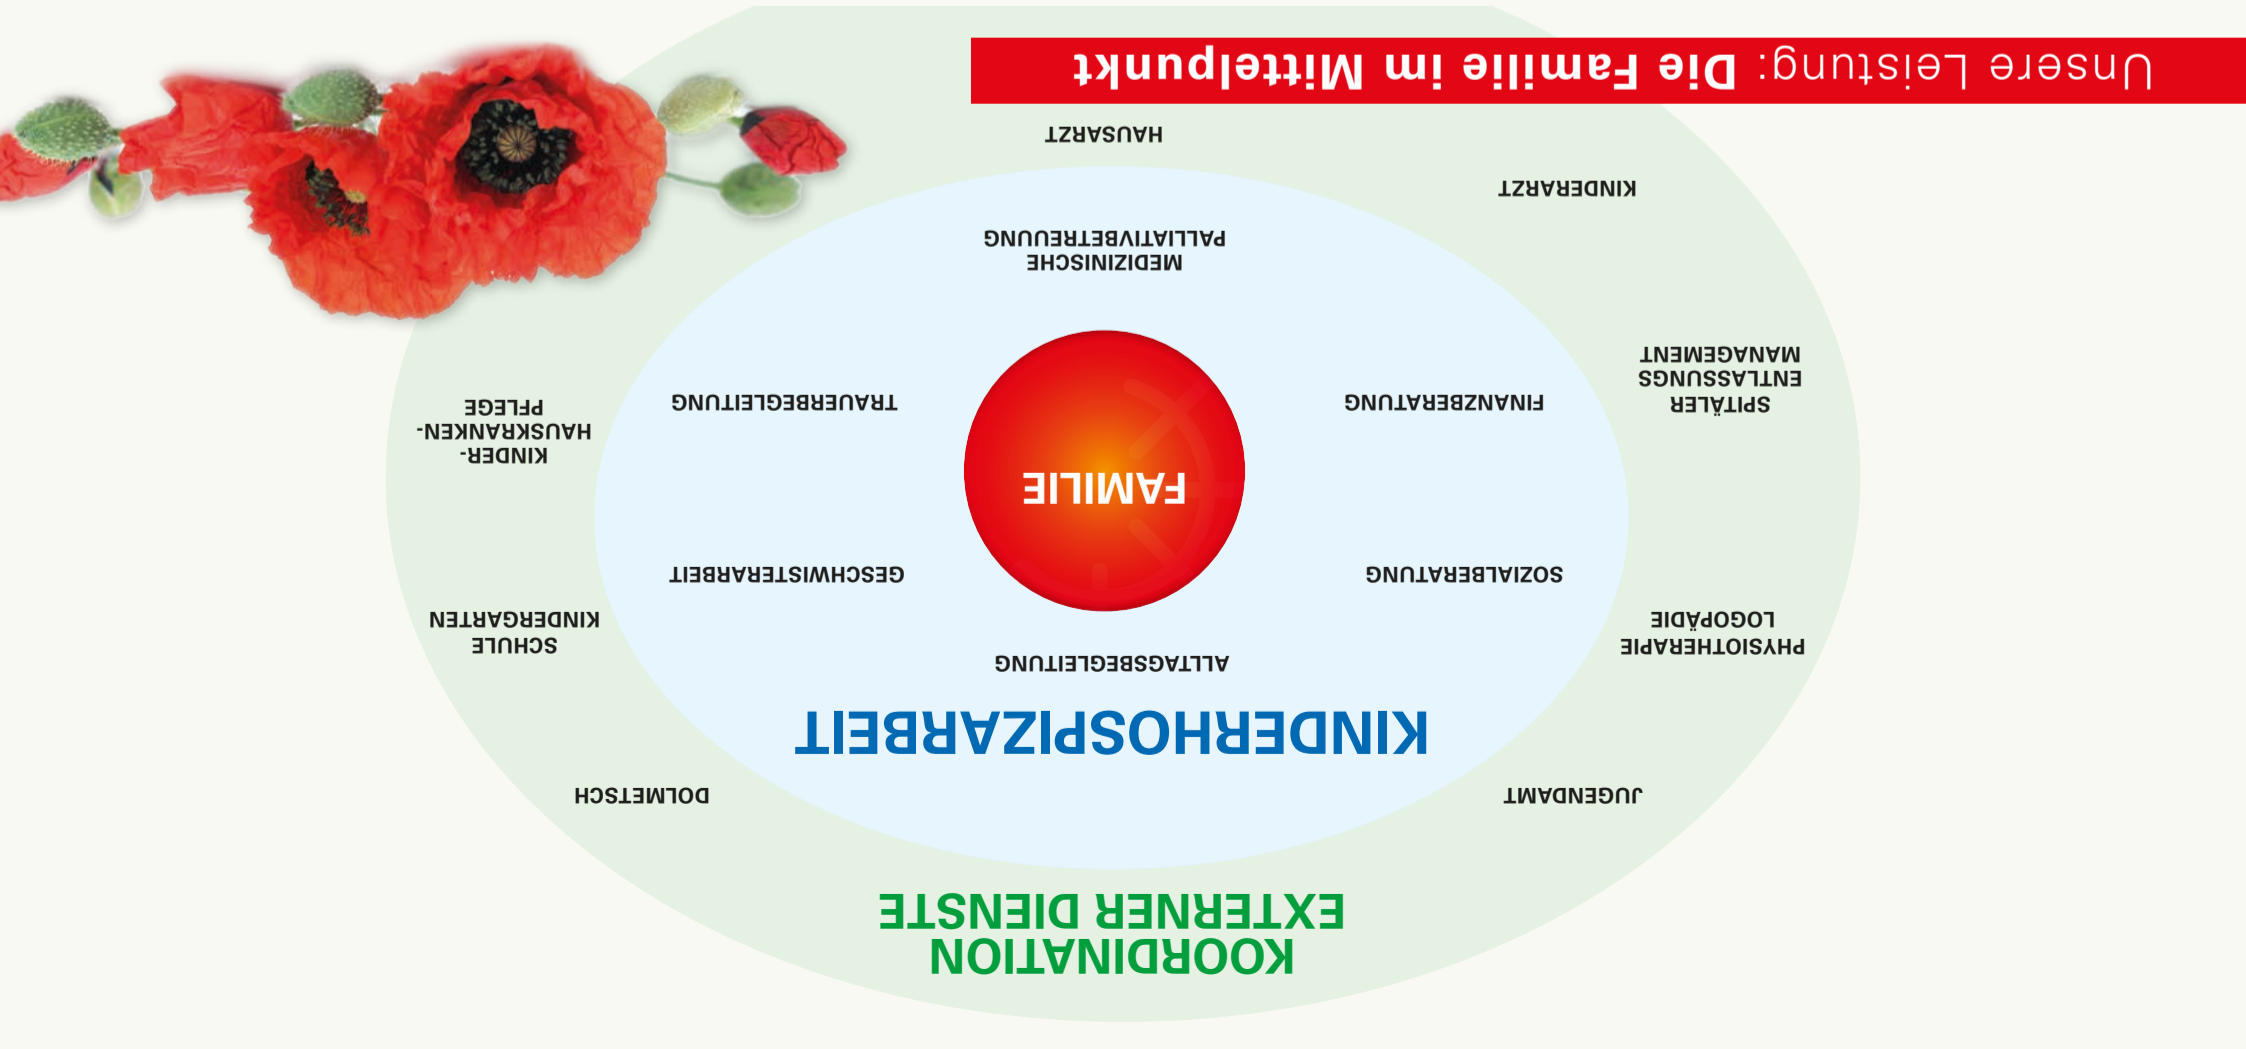 KOORDINATION
EXTERNER DIENSTE
JUGENDAMT
DOLMETSCH
KINDERHOSPIZARBEIT
ALLTAGSBEGLEITUNG
PHYSIOTHERAPIE
LOGOPÄDIE
SCHULE
KINDERGARTEN
SOZIALBERATUNG
GESCHWISTERARBEIT
FAMILIE
SPITÄLER
ENTLASSUNGS
MANAGEMENT
FINANZBERATUNG
TRAUERBEGLEITUNG
KINDER-
HAUSKRANKEN-
PFLEGE
MEDIZINISCHE
PALLIATIVBETREUUNG
KINDERARZT
HAUSARZT
Unsere Leistung: Die Familie im Mittelpunkt